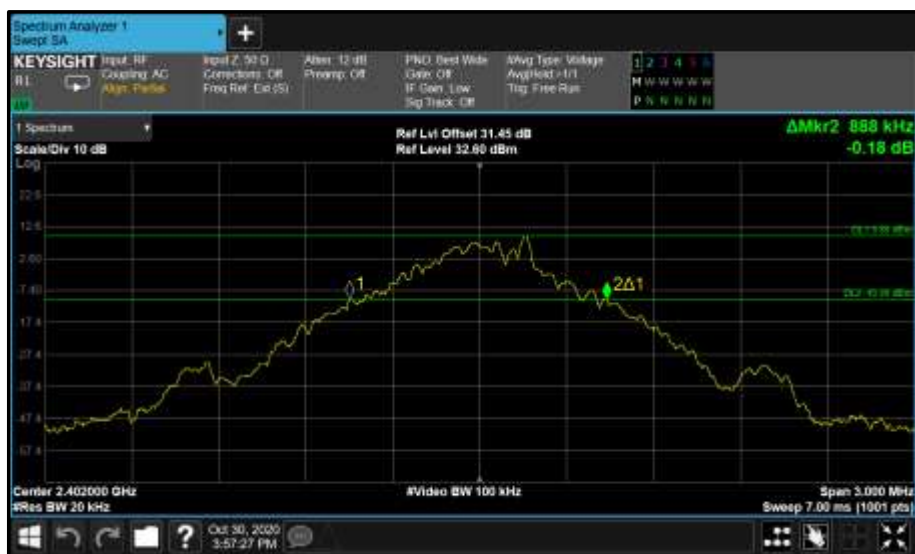 Spectrum Analyzer 1
Swept SA
+
KEYSIGHT Input: RF Input Z: 50 Ω Atten: 12 dB PNO: Best Wide #Avg Type: Voltage 1 2 3 4 5 6
RL Coupling: AC Corrections: Off Preamp: Off Gate: Off Avg|Hold:>1/1 M W W W W W
Align: Partial Freq Ref: Ext (S) IF Gain: Low Trig: Free Run
Sig Track: Off P N N N N N
1 Spectrum
Ref Lvl Offset 31.45 dB ΔMkr2 888 kHz
Scale/Div 10 dB Ref Level 32.60 dBm -0.18 dB
Log
22.6
12.6
2.60
1
2Δ1
-7.40
-17.4
-27.4
-37.4
-47.4
-57.4
Center 2.402000 GHz #Video BW 100 kHz Span 3.000 MHz
#Res BW 20 kHz Sweep 7.00 ms (1001 pts)
?
Oct 30, 2020
3:57:27 PM